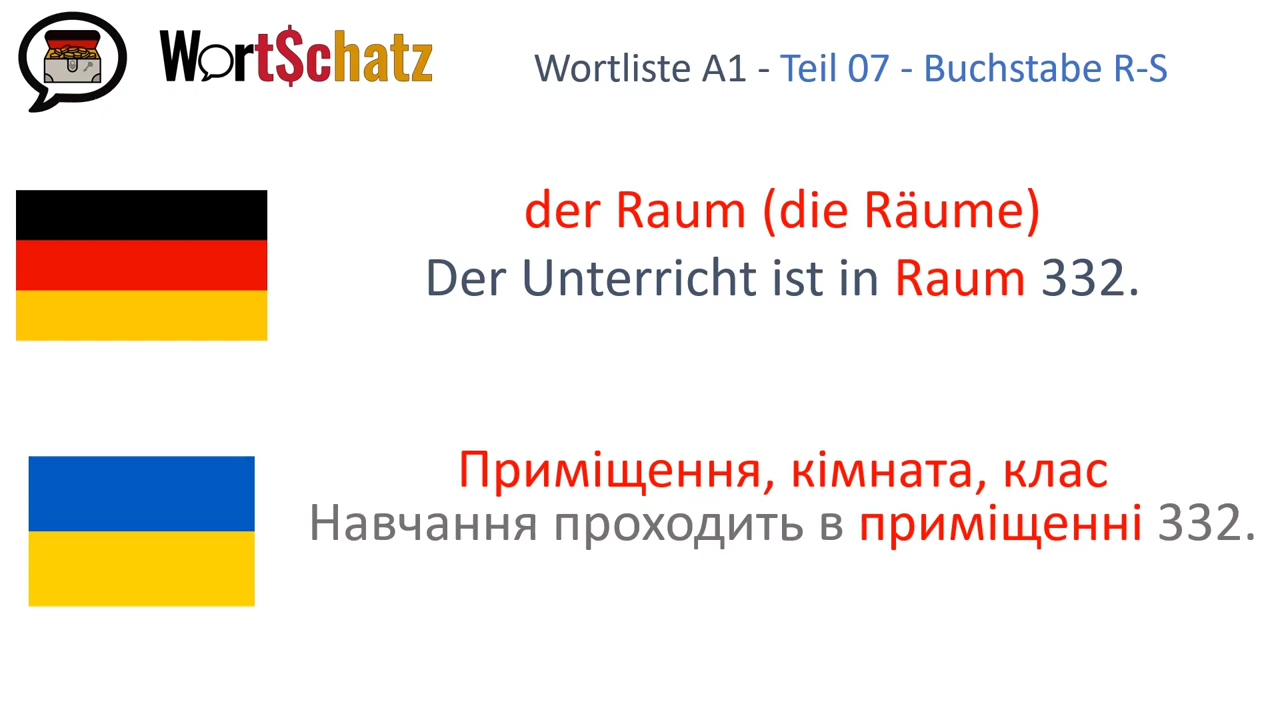 Wort$chatz
Wortliste A1 - Teil 07 - Buchstabe R-S
der Raum (die Räume)
Der Unterricht ist in Raum 332.
Приміщення, кімната, клас
Навчання проходить в приміщенні 332.